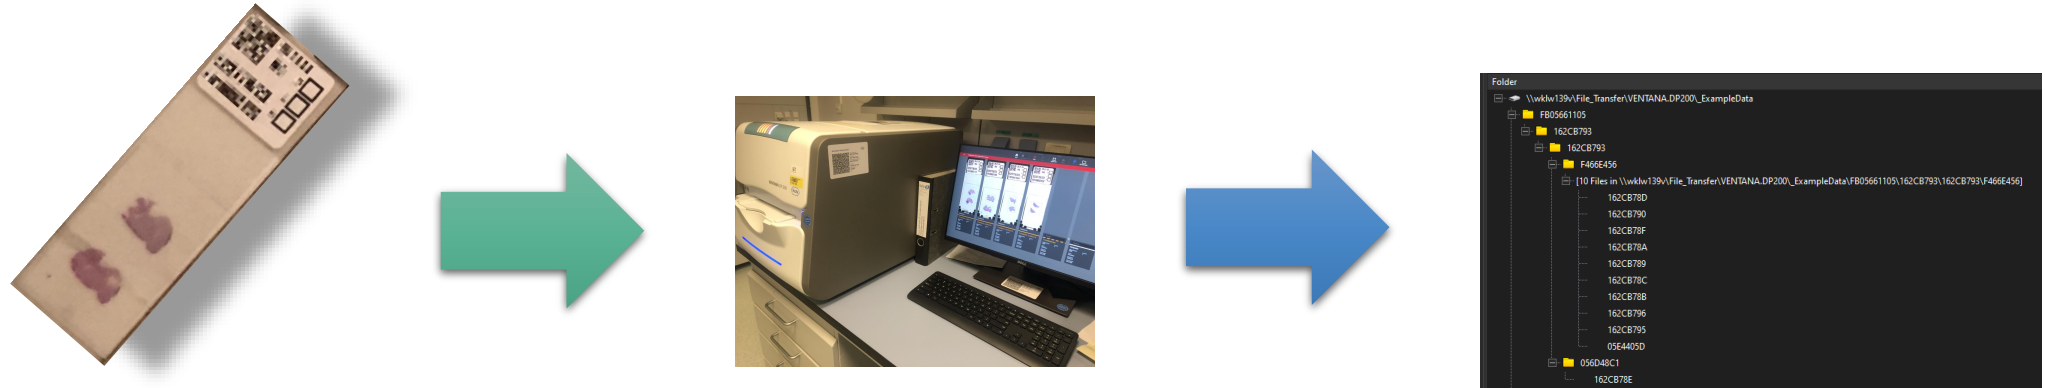 Folder
\\wklw139v\File_Transfer\VENTANA.DP200\_ExampleData
FB05661105
162CB793
162CB793
F466E456
[10 Files in \\wklw139v\File_Transfer\VENTANA.DP200\_ExampleData\FB05661105\162CB793\162CB793\F466E456]
162CB78D
162CB790
162CB78F
162CB78A
162CB789
162CB78C
162CB78B
162CB796
162CB795
05E4405D
056D48C1
162CB78E